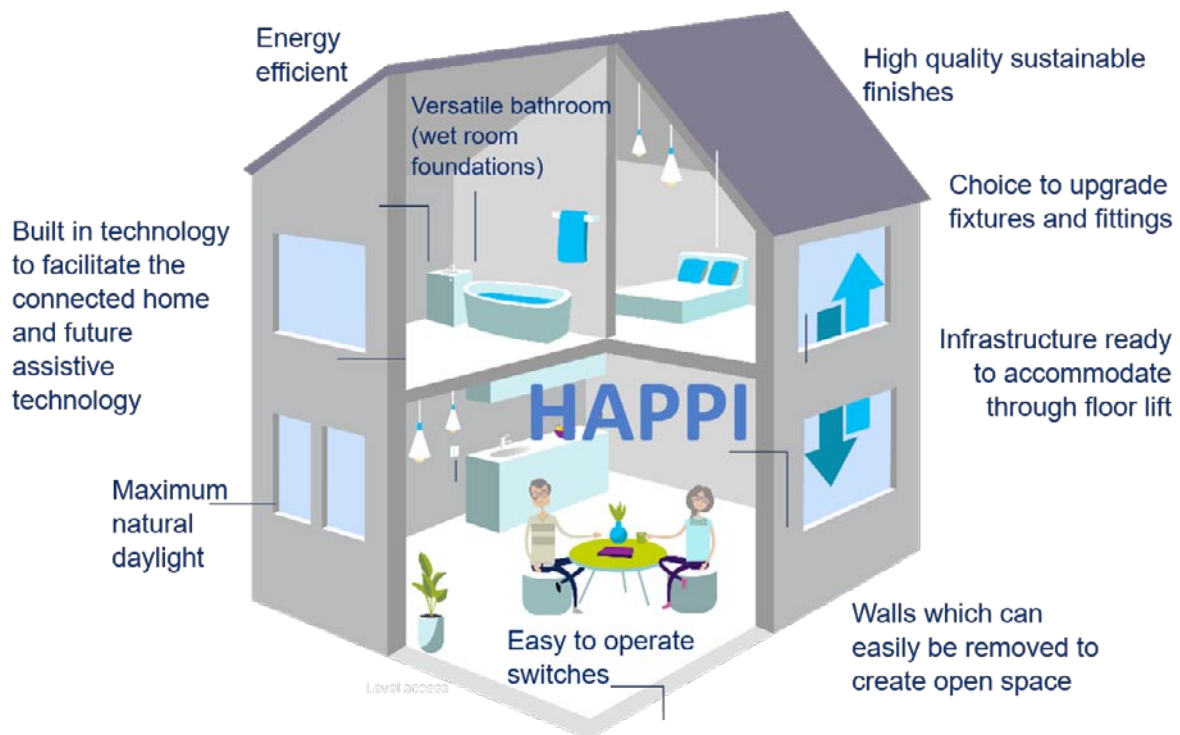 Energy
efficient
High quality sustainable
finishes
Versatile bathroom
(wet room
foundations)
Choice to upgrade
fixtures and fittings
Built in technology
to facilitate the
connected home
and future
assistive
technology
Infrastructure ready
to accommodate
through floor lift
HAPPI
Maximum
natural
daylight
Walls which can
easily be removed to
create open space
Easy to operate
switches
Level access